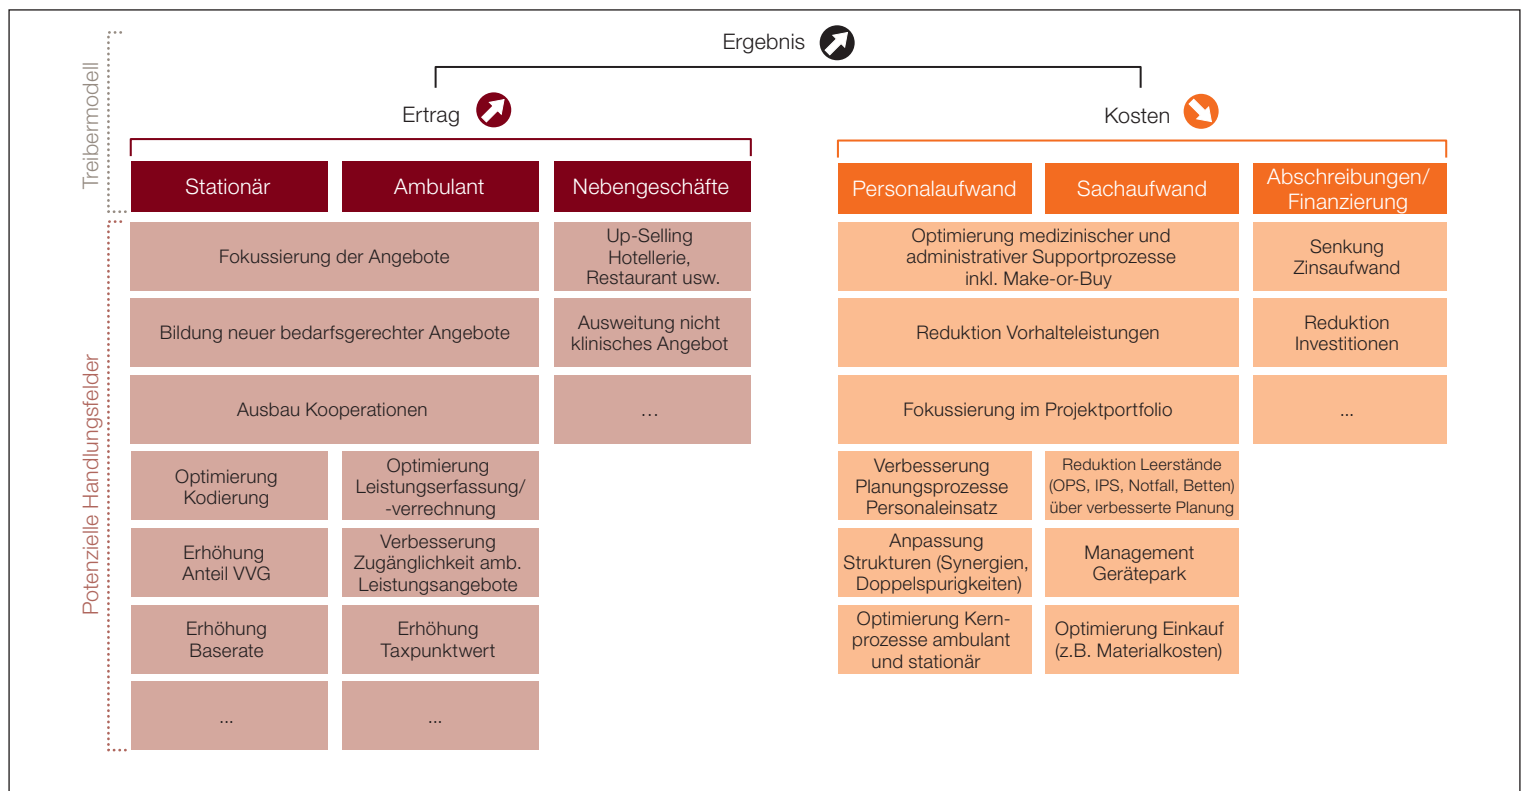 Treibermodell
Ergebnis
Ertrag
Kosten
Stationär
Ambulant
Nebengeschäfte
Personalaufwand
Sachaufwand
Abschreibungen/
Finanzierung
Potenzielle Handlungsfelder
Fokussierung der Angebote
Up-Selling
Hotellerie,
Restaurant usw.
Optimierung medizinischer und
administrativer Supportprozesse
inkl. Make-or-Buy
Senkung
Zinsaufwand
Bildung neuer bedarfsgerechter Angebote
Ausweitung nicht
klinisches Angebot
Reduktion Vorhalteleistungen
Reduktion
Investitionen
Ausbau Kooperationen
...
Fokussierung im Projektportfolio
...
Optimierung
Kodierung
Optimierung
Leistungserfassung/
-verrechnung
Verbesserung
Planungsprozesse
Personaleinsatz
Reduktion Leerstände
(OPS, IPS, Notfall, Betten)
über verbesserte Planung
Erhöhung
Anteil VVG
Verbesserung
Zugänglichkeit amb.
Leistungsangebote
Anpassung
Strukturen (Synergien,
Doppelspurigkeiten)
Management
Gerätepark
Erhöhung
Baserate
Erhöhung
Taxpunktwert
Optimierung Kern-
prozesse ambulant
und stationär
Optimierung Einkauf
(z.B. Materialkosten)
...
...